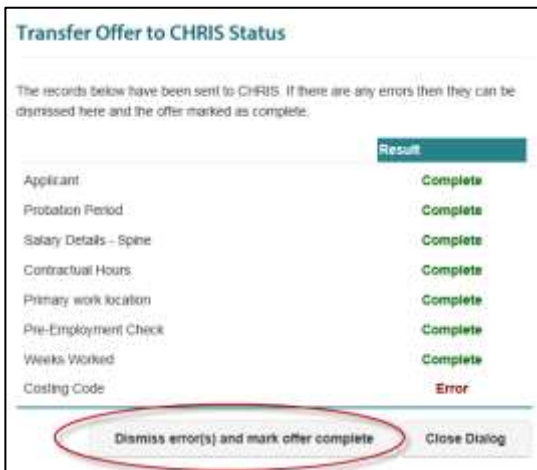 Transfer Offer to CHRIS Status
The records below have been sent to CHRIS. If there are any errors then they can be
dismissed here and the offer marked as complete.
Result
Applicant Complete
Probation Period Complete
Salary Details - Spine Complete
Contractual Hours Complete
Primary work location Complete
Pre-Employment Check Complete
Weeks Worked Complete
Costing Code Error
Dismiss error(s) and mark offer complete Close Dialog